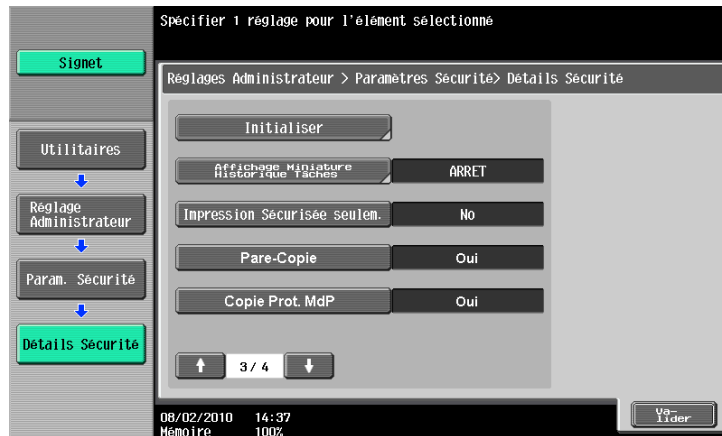 Spécifier 1 réglage pour l'élément sélectionné
Signet
Réglages Administrateur > Paramètres Sécurité> Détails Sécurité
Initialiser
Utilitaires
Affichage Miniature
Historique Tâches
ARRET
Réglage
Administrateur
Impression Sécurisée seulem.
No
Pare-Copie
Oui
Param. Sécurité
Copie Prot. MdP
Oui
Détails Sécurité
3/ 4
08/02/2010 14:37
Mémoire 100%
Va-
lider